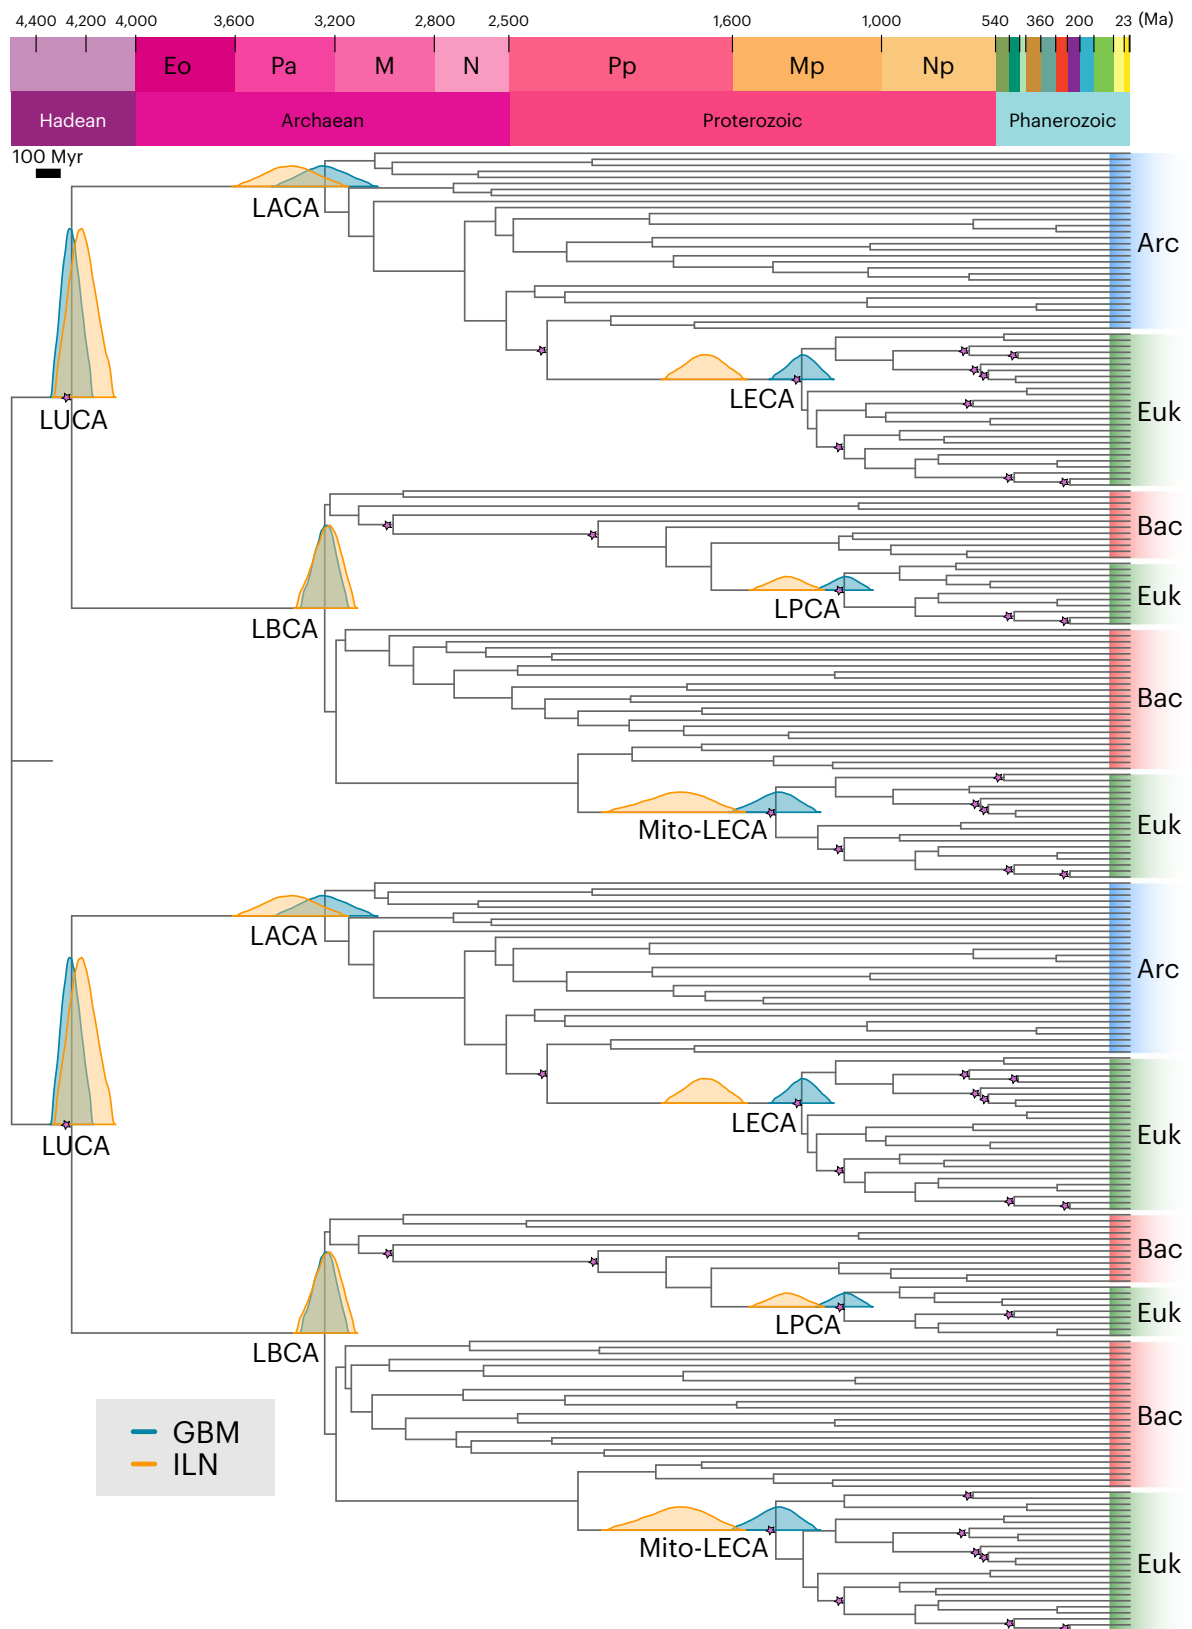 4,400 4,200 4,000 3,600 3,200 2,800 2,500 1,600 1,000 540 360 200 23 (Ma)
Eo Pa M N Pp Mp Np
Hadean Archaean Proterozoic Phanerozoic
100 Myr
LACA
Arc
LUCA
LECA
Euk
Bac
LPCA
Euk
LBCA
Bac
Mito-LECA
Euk
LACA
Arc
LUCA
LECA
Euk
Bac
LPCA
Euk
LBCA
Bac
GBM
ILN
Mito-LECA
Euk